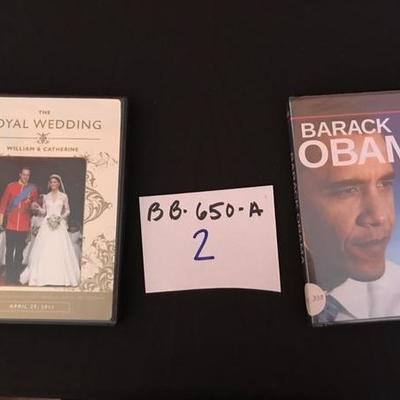 THE
OYAL WEDDING
WILLIAM & CATHERINE
APRIL 29, 2011
BB-650-A
2
BARACK
OBAM